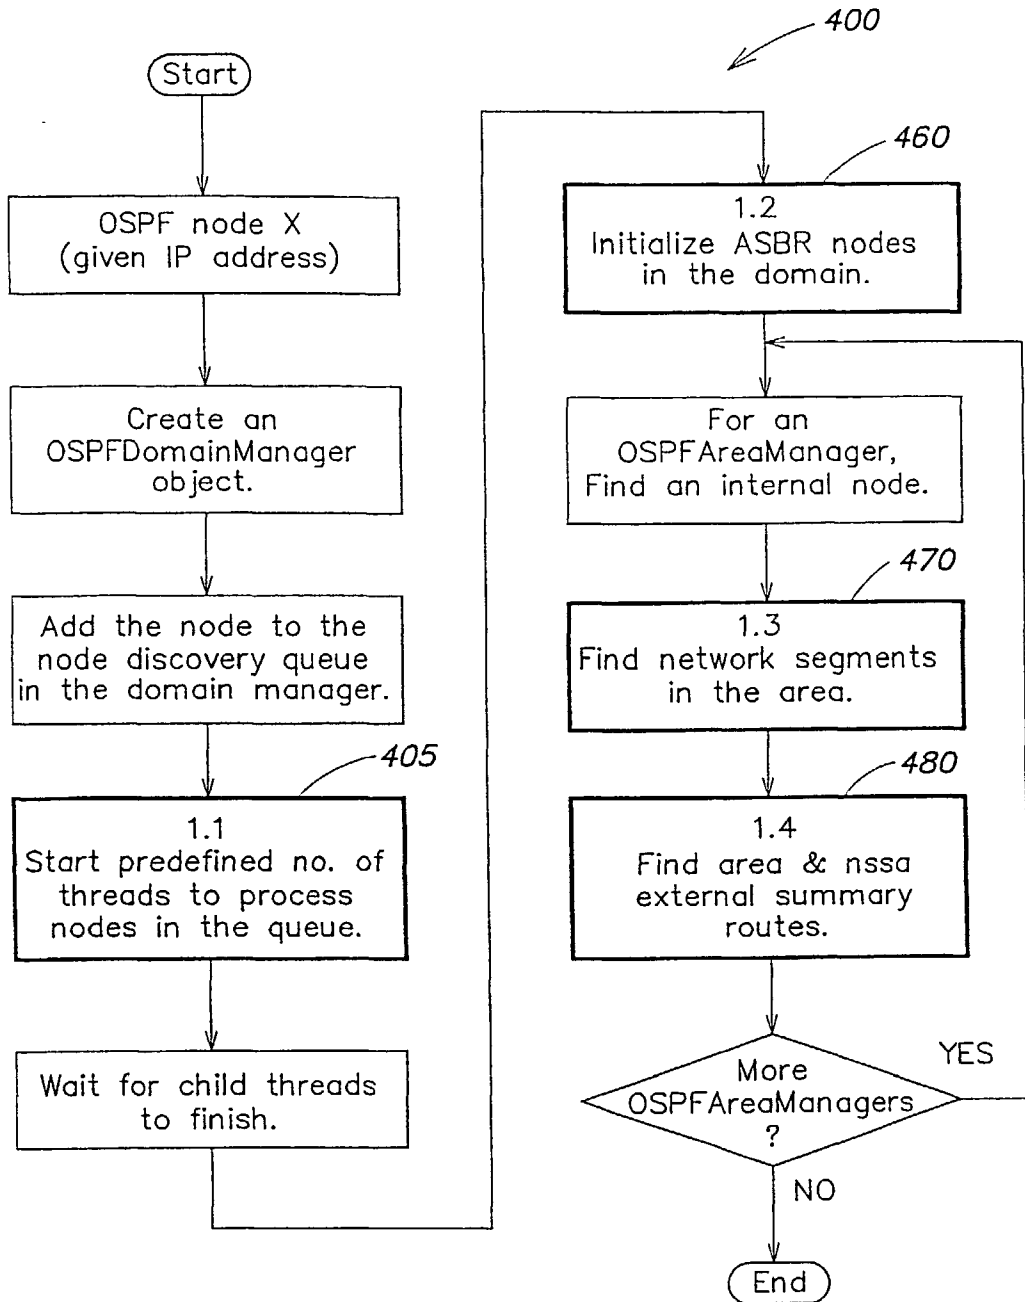 400
Start
OSPF node X
(given IP address)
Create an
OSPFDomainManager
object.
Add the node to the
node discovery queue
in the domain manager.
405
1.1
Start predefined no. of
threads to process
nodes in the queue.
Wait for child threads
to finish.
460
1.2
Initialize ASBR nodes
in the domain.
For an
OSPFAreaManager,
Find an internal node.
470
1.3
Find network segments
in the area.
480
1.4
Find area & nssa
external summary
routes.
More
OSPFAreaManagers
?
YES
NO
End